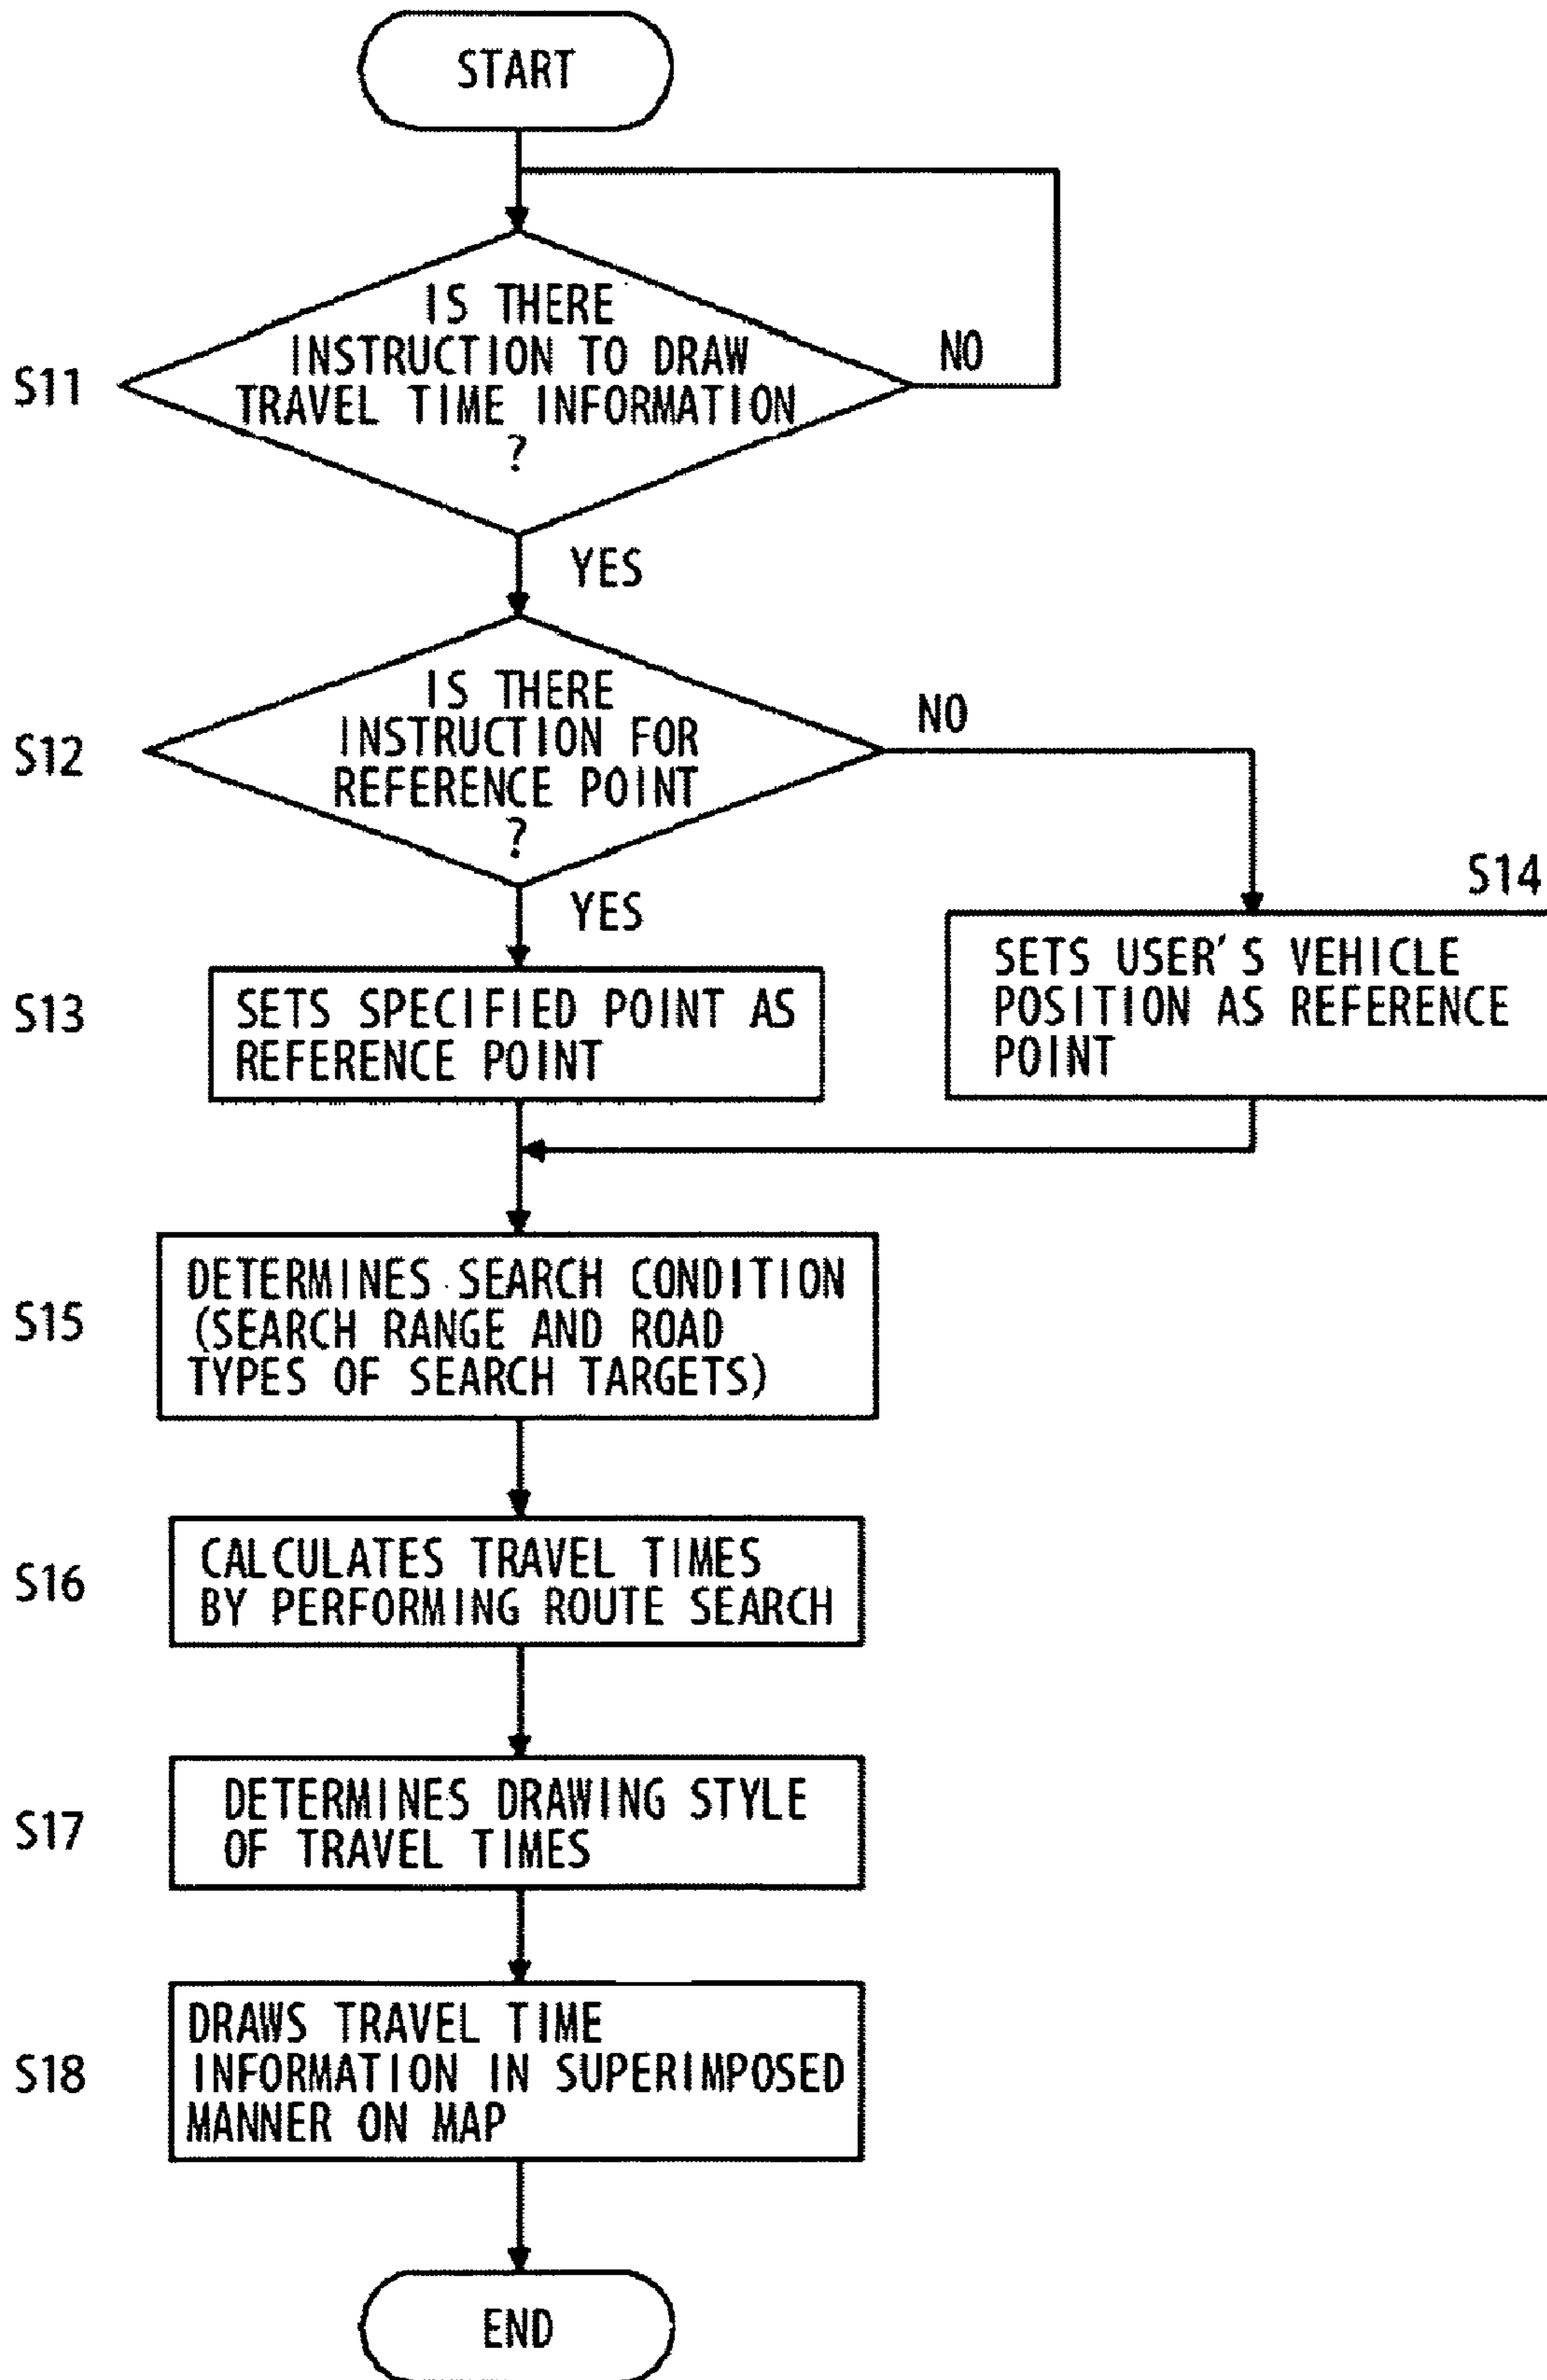 START
S11
IS THERE
INSTRUCTION TO DRAW
TRAVEL TIME INFORMATION
?
NO
YES
S12
IS THERE
INSTRUCTION FOR
REFERENCE POINT
?
NO
YES
S13
SETS SPECIFIED POINT AS
REFERENCE POINT
S14
SETS USER'S VEHICLE
POSITION AS REFERENCE
POINT
S15
DETERMINES SEARCH CONDITION
(SEARCH RANGE AND ROAD
TYPES OF SEARCH TARGETS)
S16
CALCULATES TRAVEL TIMES
BY PERFORMING ROUTE SEARCH
S17
DETERMINES DRAWING STYLE
OF TRAVEL TIMES
S18
DRAWS TRAVEL TIME
INFORMATION IN SUPERIMPOSED
MANNER ON MAP
END